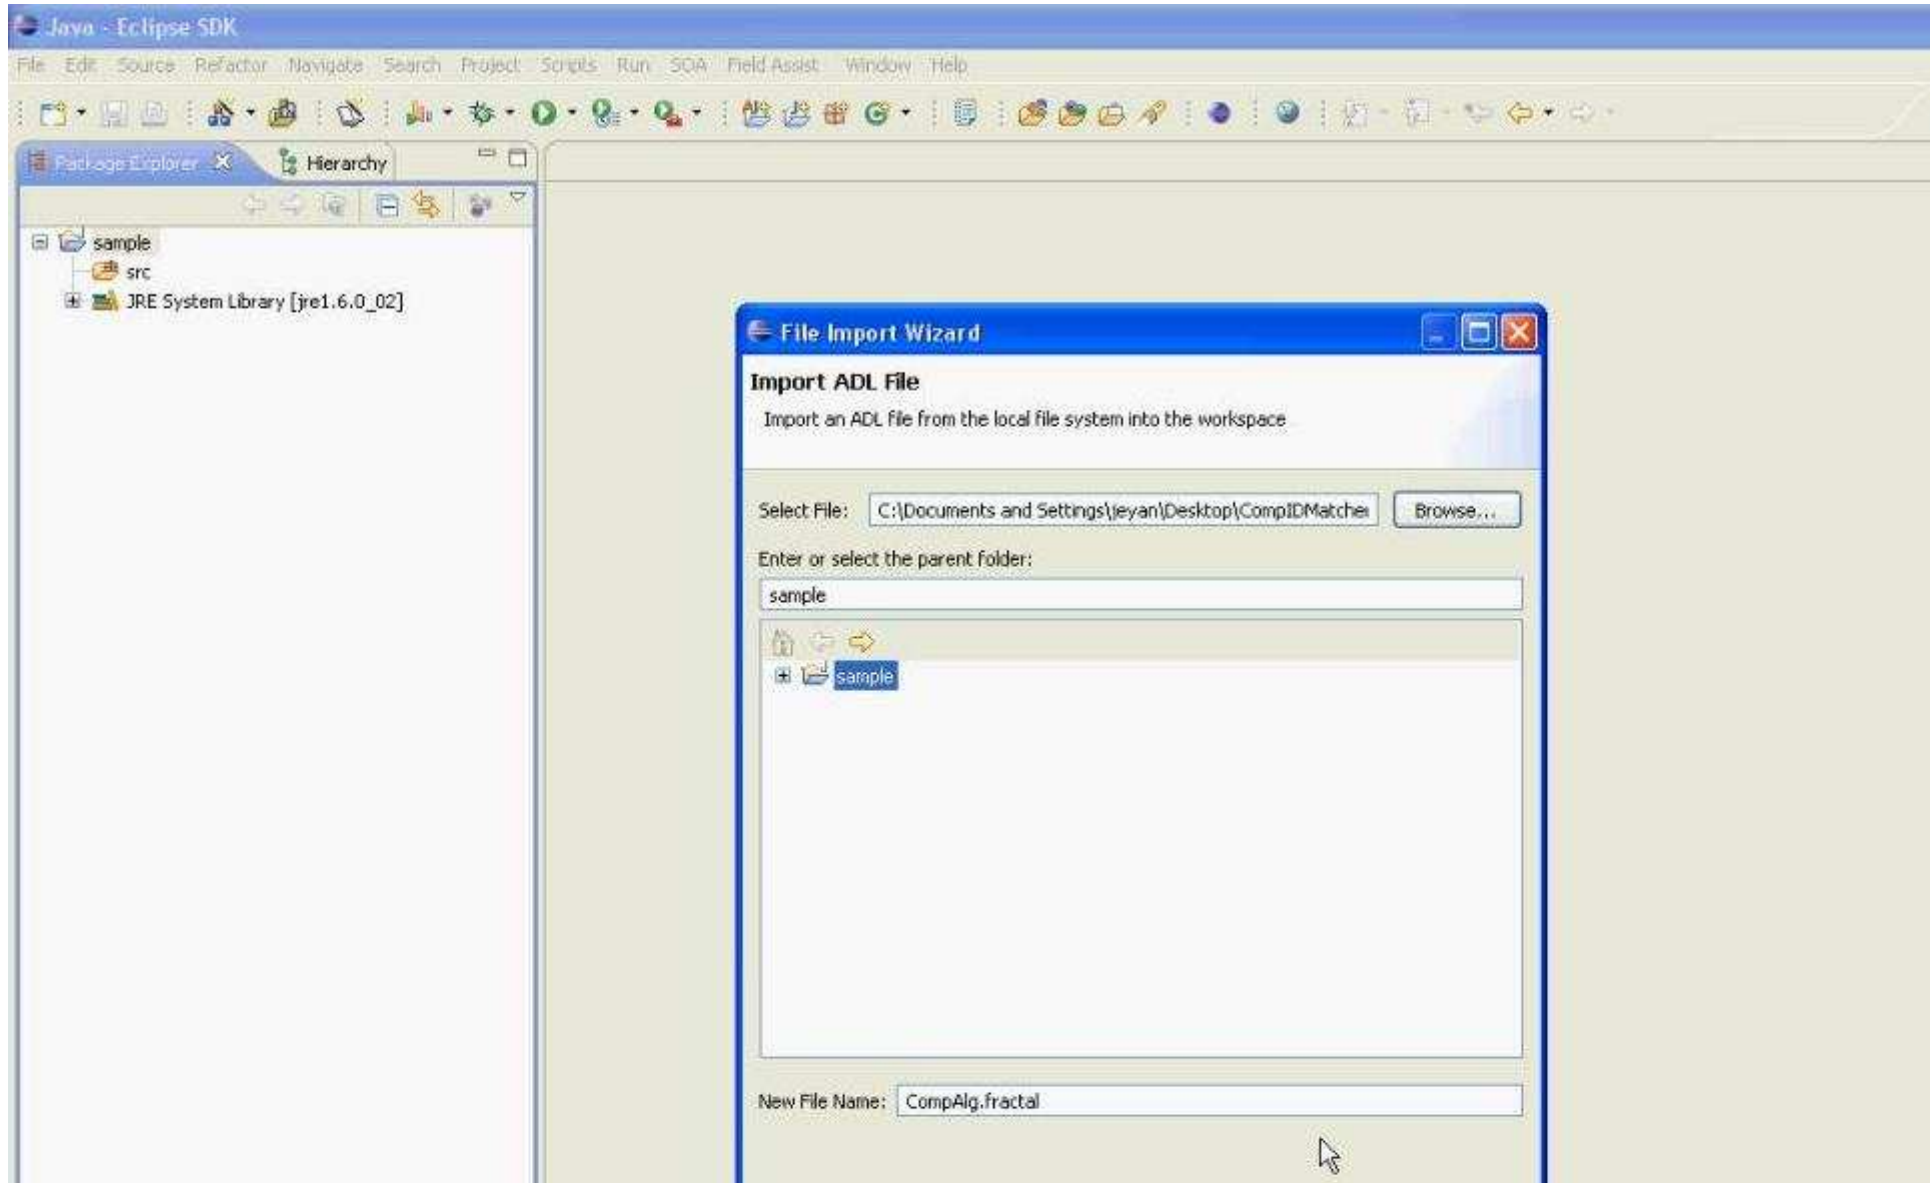 Java - Eclipse SDK
File Edit Source Refactor Navigate Search Project Scripts Run SOA Field Assist Window Help
Package Explorer Hierarchy
sample
src
JRE System Library [jre1.6.0_02]
File Import Wizard
Import ADL File
Import an ADL file from the local file system into the workspace
Select File: C:\Documents and Settings\jeyan\Desktop\CompIDMatcher Browse...
Enter or select the parent folder:
sample
sample
New File Name: CompAlg.fractal